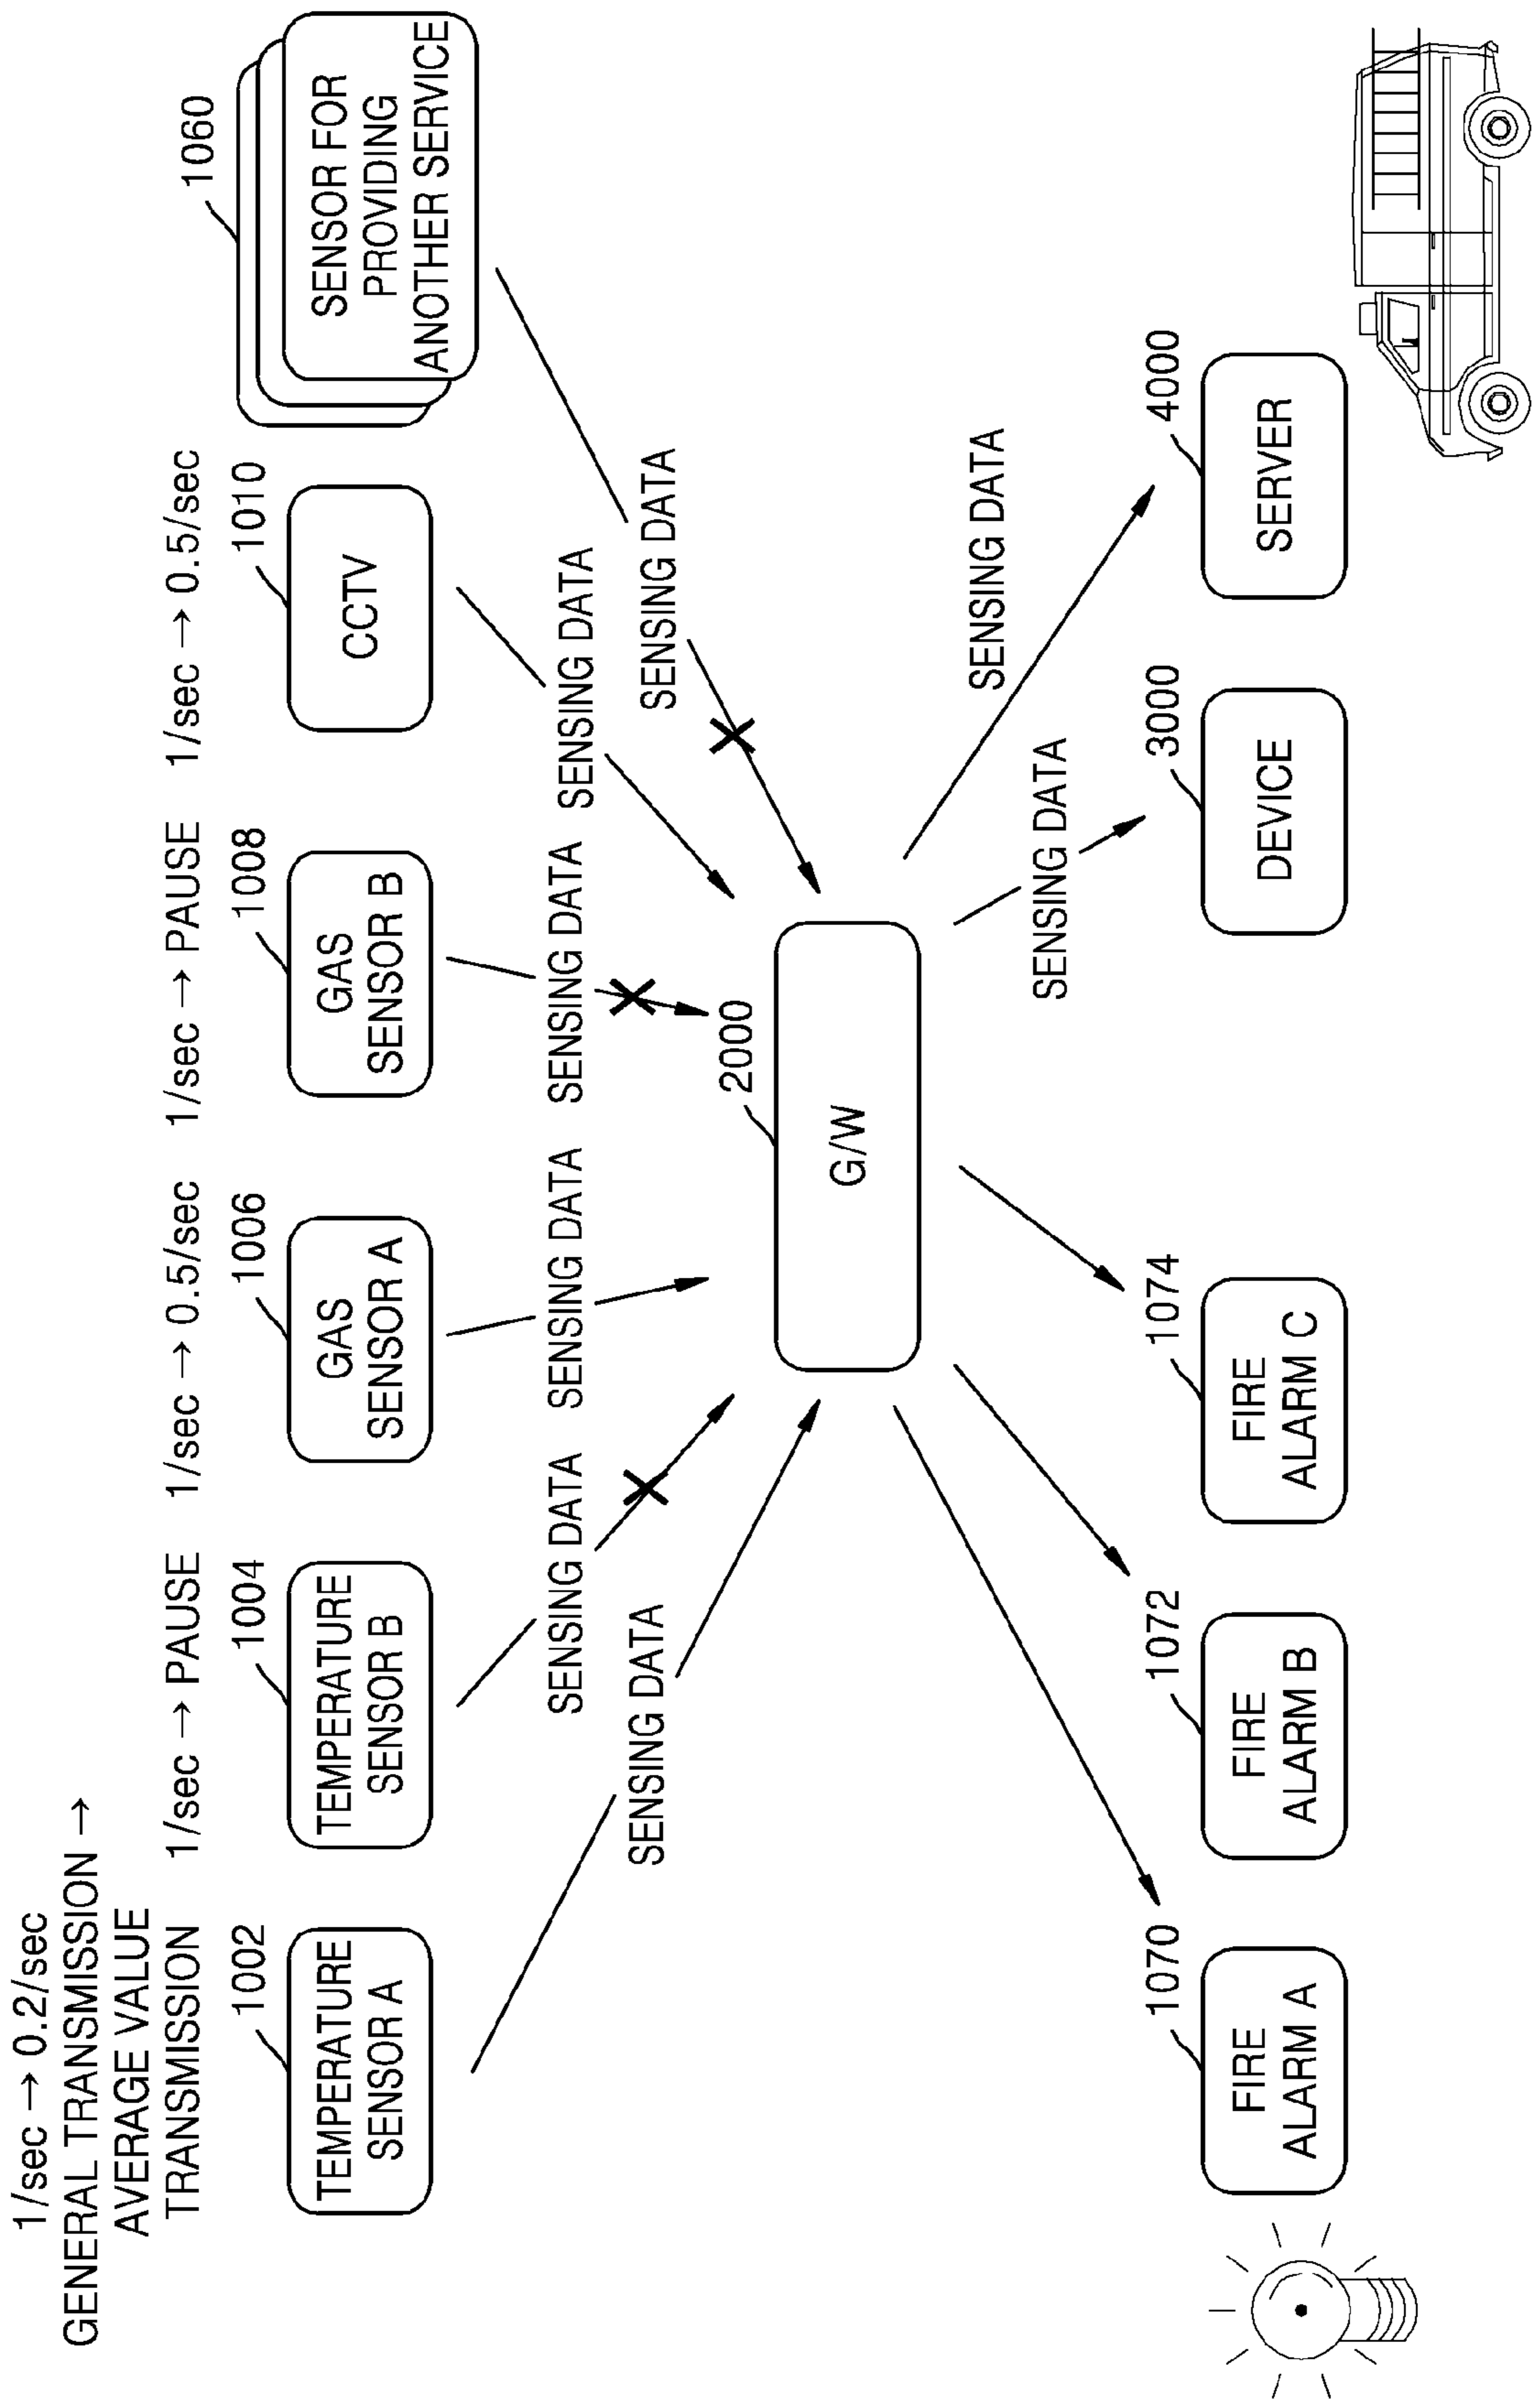 1/sec → 0.2/sec
GENERAL TRANSMISSION →
AVERAGE VALUE
TRANSMISSION
1/sec → PAUSE
1/sec → 0.5/sec
1/sec → PAUSE
1/sec → 0.5/sec
1002
1004
1006
1008
1010
1060
TEMPERATURE
SENSOR A
TEMPERATURE
SENSOR B
GAS
SENSOR A
GAS
SENSOR B
CCTV
SENSOR FOR
PROVIDING
ANOTHER SERVICE
SENSING DATA
SENSING DATA
SENSING DATA
SENSING DATA
SENSING DATA
SENSING DATA
2000
G/W
SENSING DATA
SENSING DATA
1070
1072
1074
3000
4000
FIRE
ALARM A
FIRE
ALARM B
FIRE
ALARM C
DEVICE
SERVER